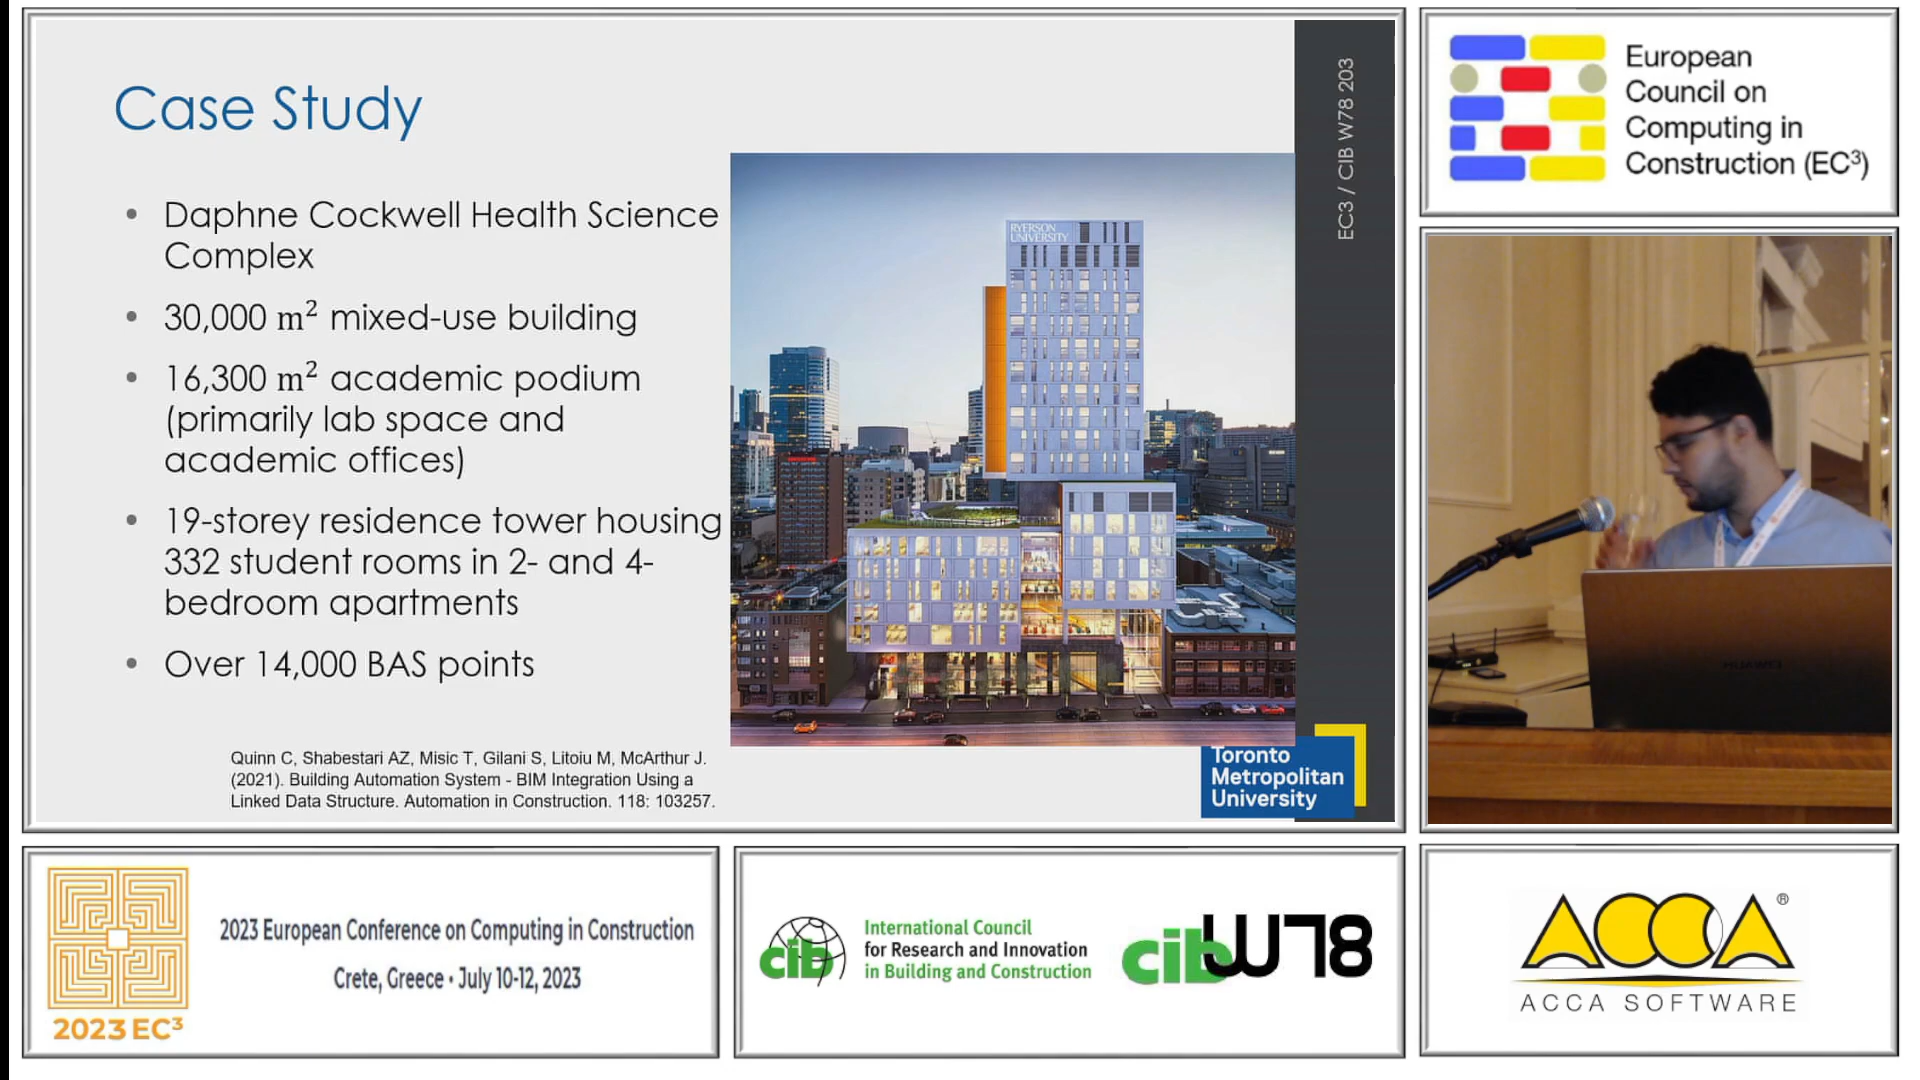 Case Study
• Daphne Cockwell Health Science
Complex
• 30,000 m² mixed-use building
• 16,300 m² academic podium
(primarily lab space and
academic offices)
• 19-storey residence tower housing
332 student rooms in 2- and 4-
bedroom apartments
• Over 14,000 BAS points
Quinn C, Shabestari AZ, Misic T, Gilani S, Litoiu M, McArthur J.
(2021). Building Automation System - BIM Integration Using a
Linked Data Structure. Automation in Construction. 118: 103257.
RYERSON
UNIVERSITY
EC3 / CIB W78 203
Toronto
Metropolitan
University
European
Council on
Computing in
Construction (EC³)
HUAWEI
2023 EC³
2023 European Conference on Computing in Construction
Crete, Greece • July 10-12, 2023
cib
International Council
for Research and Innovation
in Building and Construction
cib W78
ACCA ®
ACCA SOFTWARE